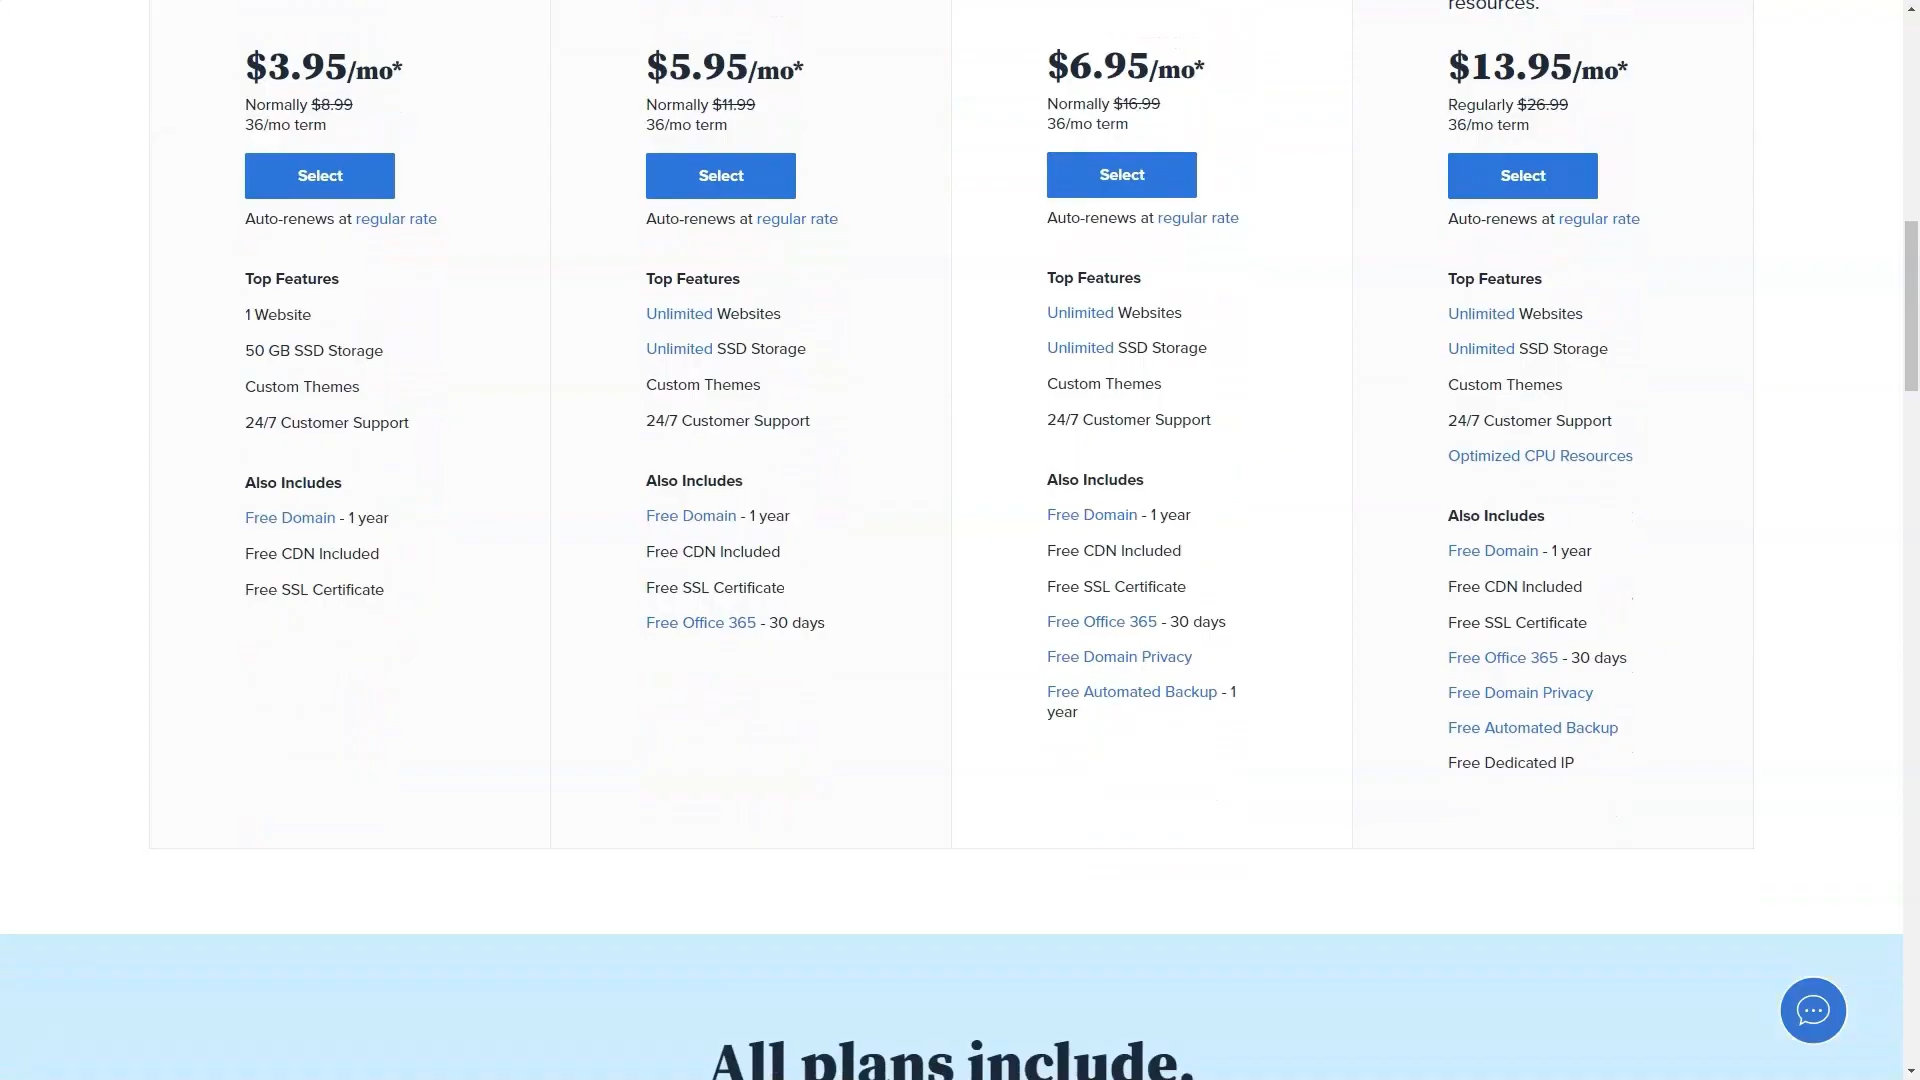 resources.
$3.95/mo*
Normally $8.99
36/mo term
Select
Auto-renews at regular rate
Top Features
1 Website
50 GB SSD Storage
Custom Themes
24/7 Customer Support
Also Includes
Free Domain - 1 year
Free CDN Included
Free SSL Certificate
$5.95/mo*
Normally $11.99
36/mo term
Select
Auto-renews at regular rate
Top Features
Unlimited Websites
Unlimited SSD Storage
Custom Themes
24/7 Customer Support
Also Includes
Free Domain - 1 year
Free CDN Included
Free SSL Certificate
Free Office 365 - 30 days
$6.95/mo*
Normally $16.99
36/mo term
Select
Auto-renews at regular rate
Top Features
Unlimited Websites
Unlimited SSD Storage
Custom Themes
24/7 Customer Support
Also Includes
Free Domain - 1 year
Free CDN Included
Free SSL Certificate
Free Office 365 - 30 days
Free Domain Privacy
Free Automated Backup - 1
year
$13.95/mo*
Regularly $26.99
36/mo term
Select
Auto-renews at regular rate
Top Features
Unlimited Websites
Unlimited SSD Storage
Custom Themes
24/7 Customer Support
Optimized CPU Resources
Also Includes
Free Domain - 1 year
Free CDN Included
Free SSL Certificate
Free Office 365 - 30 days
Free Domain Privacy
Free Automated Backup
Free Dedicated IP
All plans include.